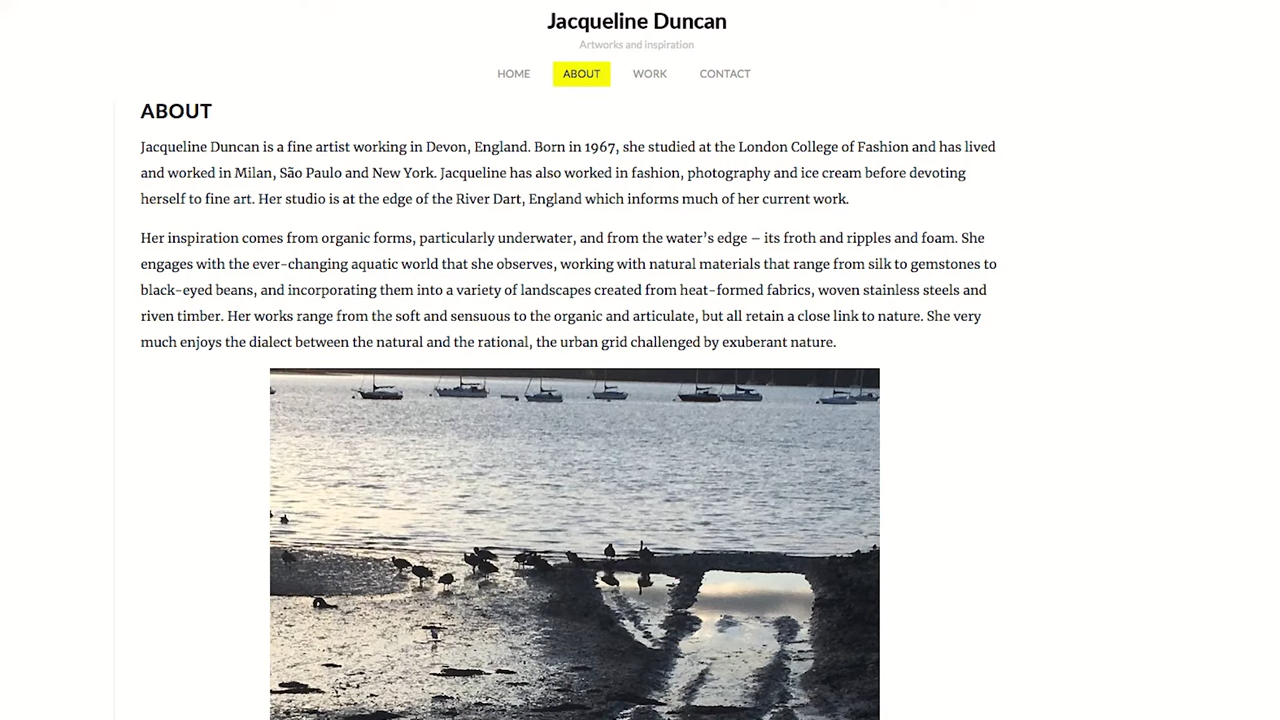 Jacqueline Duncan
Artworks and inspiration
HOME ABOUT WORK CONTACT
ABOUT
Jacqueline Duncan is a fine artist working in Devon, England. Born in 1967, she studied at the London College of Fashion and has lived
and worked in Milan, São Paulo and New York. Jacqueline has also worked in fashion, photography and ice cream before devoting
herself to fine art. Her studio is at the edge of the River Dart, England which informs much of her current work.
Her inspiration comes from organic forms, particularly underwater, and from the water’s edge – its froth and ripples and foam. She
engages with the ever-changing aquatic world that she observes, working with natural materials that range from silk to gemstones to
black-eyed beans, and incorporating them into a variety of landscapes created from heat-formed fabrics, woven stainless steels and
riven timber. Her works range from the soft and sensuous to the organic and articulate, but all retain a close link to nature. She very
much enjoys the dialect between the natural and the rational, the urban grid challenged by exuberant nature.